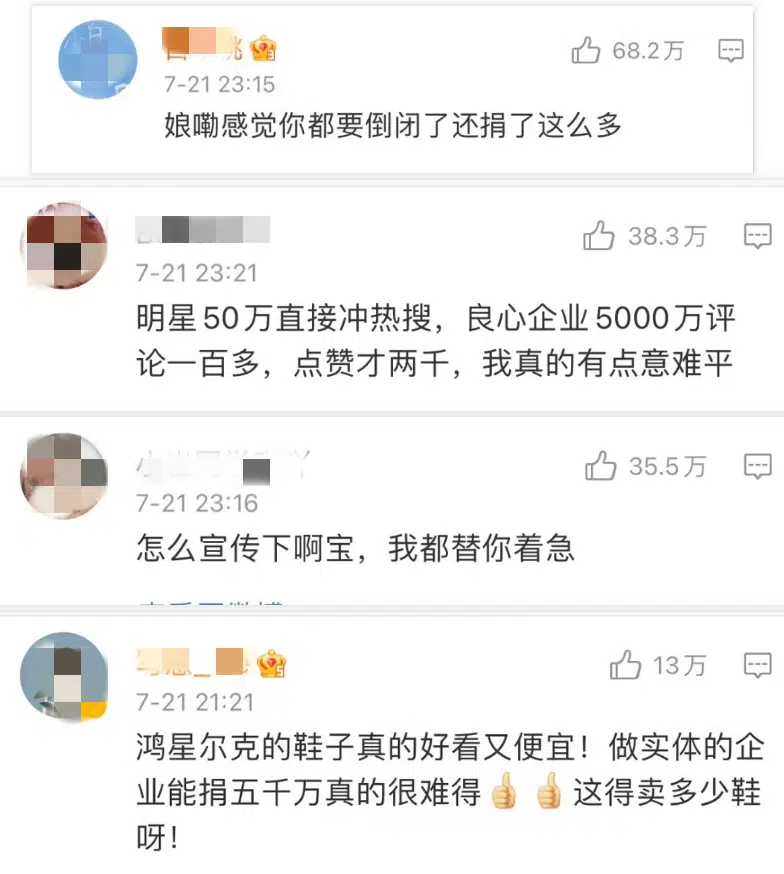 68.2万
7-21 23:15
娘嘞感觉你都要倒闭了还捐了这么多
38.3万
7-21 23:21
明星50万直接冲热搜，良心企业5000万评
论一百多，点赞才两千，我真的有点意难平
35.5万
7-21 23:16
怎么宣传下啊宝，我都替你着急
13万
7-21 21:21
鸿星尔克的鞋子真的好看又便宜！做实体的企
业能捐五千万真的很难得👍👍这得卖多少鞋
呀！